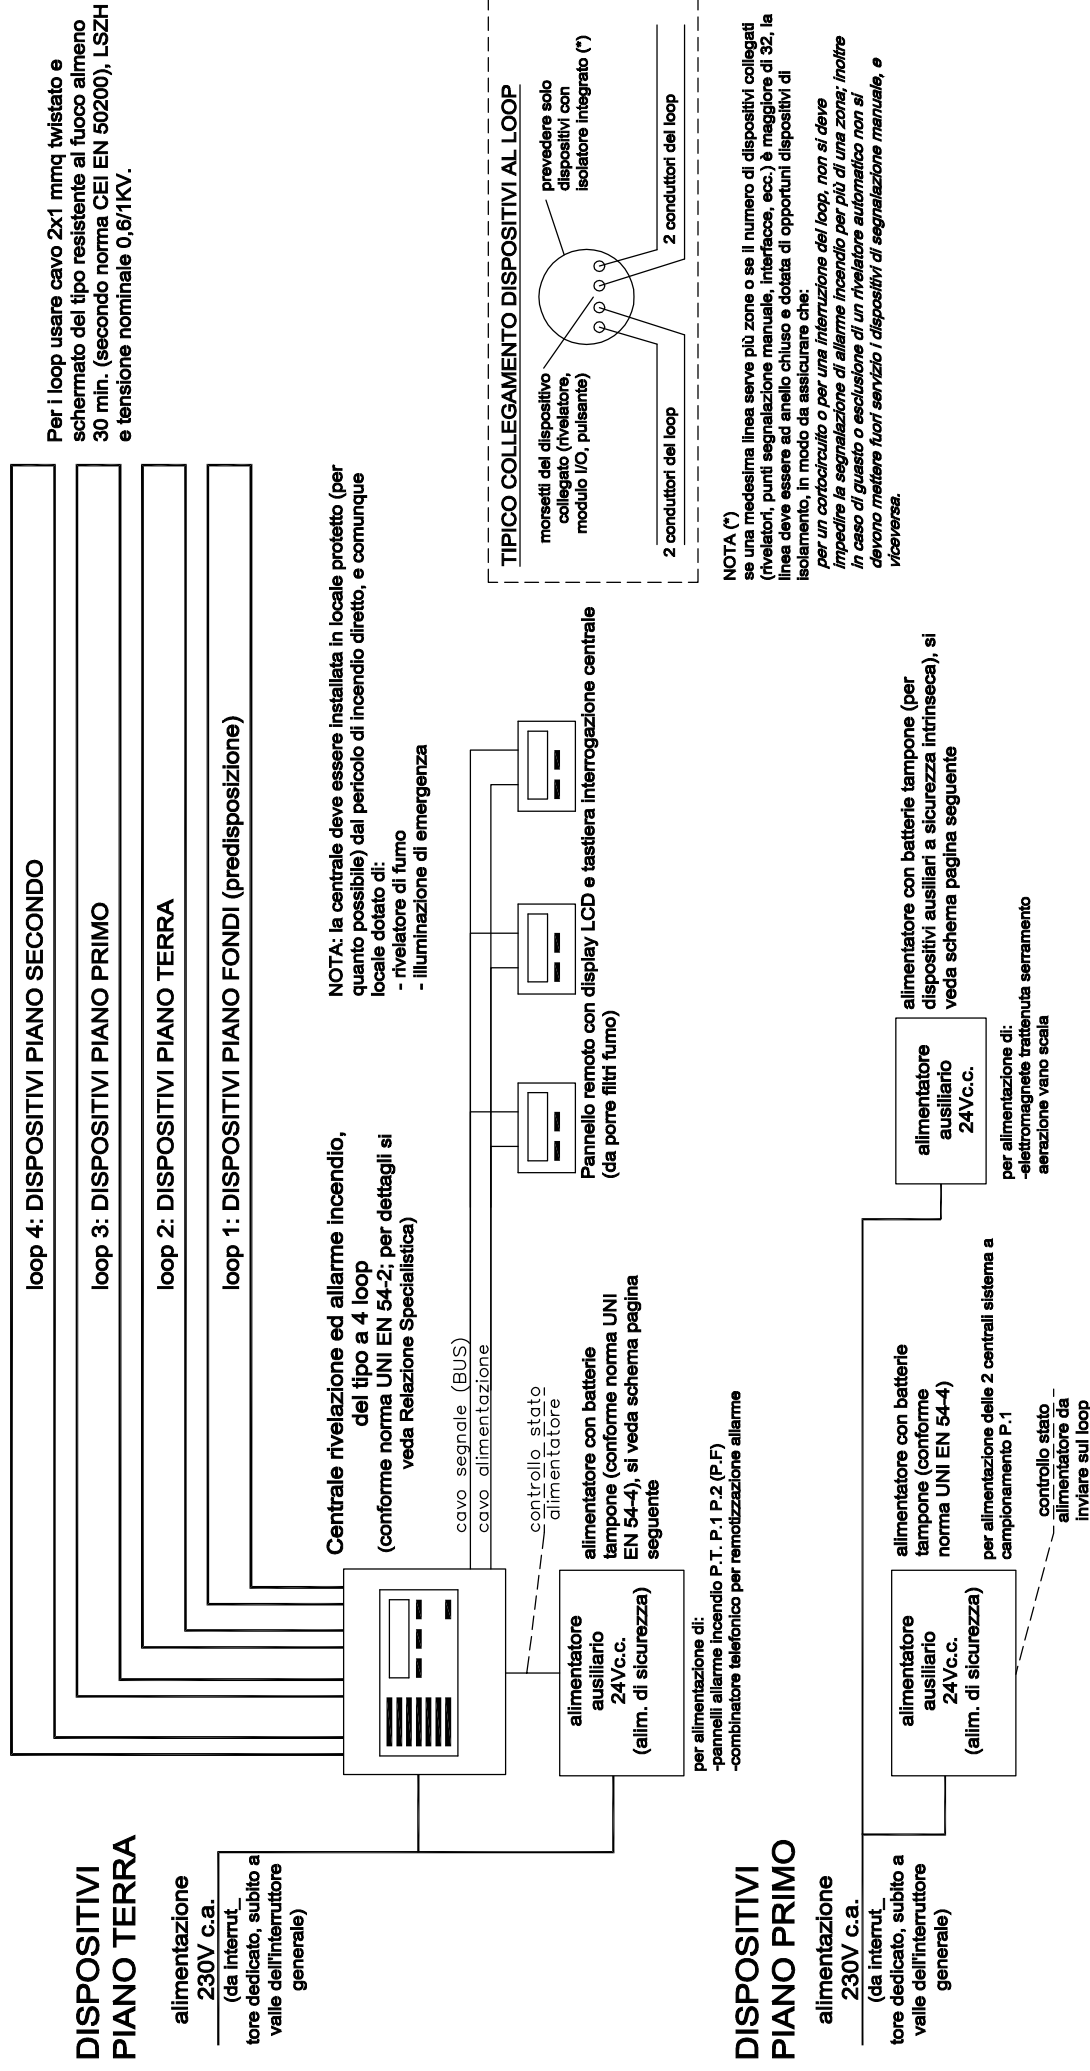 Per i loop usare cavo 2x1 mmq twistato e
schermato del tipo resistente al fuoco almeno
30 min. (secondo norma CEI EN 50200), LSZH
e tensione nominale 0,6/1KV.
loop 4: DISPOSITIVI PIANO SECONDO
loop 3: DISPOSITIVI PIANO PRIMO
loop 2: DISPOSITIVI PIANO TERRA
loop 1: DISPOSITIVI PIANO FONDI (predisposizione)
DISPOSITIVI
PIANO TERRA
alimentazione
230V c.a.
(da interrut_
tore dedicato, subito a
valle dell'interruttore
generale)
Centrale rivelazione ed allarme incendio,
del tipo a 4 loop
(conforme norma UNI EN 54-2; per dettagli si
veda Relazione Specialistica)
NOTA: la centrale deve essere installata in locale protetto (per
quanto possibile) dal pericolo di incendio diretto, e comunque
locale dotato di:
- rivelatore di fumo
- illuminazione di emergenza
cavo segnale (BUS)
cavo alimentazione
controllo stato
alimentatore
Pannello remoto con display LCD e tastiera interrogazione centrale
(da porre filtri fumo)
alimentatore
ausiliario
24Vc.c.
(alim. di sicurezza)
alimentatore con batterie
tampone (conforme norma UNI
EN 54-4), si veda schema pagina
seguente
per alimentazione di:
-pannelli allarme incendio P.T. P.1 P.2 (P.F)
-combinatore telefonico per remotizzazione allarme
TIPICO COLLEGAMENTO DISPOSITIVI AL LOOP
morsetti del dispositivo
collegato (rivelatore,
modulo I/O, pulsante)
prevedere solo
dispositivi con
isolatore integrato (*)
2 conduttori del loop
2 conduttori del loop
NOTA (*)
se una medesima linea serve più zone o se il numero di dispositivi collegati
(rivelatori, punti segnalazione manuale, interfacce, ecc.) è maggiore di 32, la
linea deve essere ad anello chiuso e dotata di opportuni dispositivi di
isolamento, in modo da assicurare che:
per un cortocircuito o per una interruzione del loop, non si deve
impedire la segnalazione di allarme incendio per più di una zona; inoltre
in caso di guasto o esclusione di un rivelatore automatico non si
devono mettere fuori servizio i dispositivi di segnalazione manuale, e
viceversa.
DISPOSITIVI
PIANO PRIMO
alimentazione
230V c.a.
(da interrut_
tore dedicato, subito a
valle dell'interruttore
generale)
alimentatore
ausiliario
24Vc.c.
(alim. di sicurezza)
alimentatore con batterie
tampone (conforme
norma UNI EN 54-4)
per alimentazione delle 2 centrali sistema a
campionamento P.1
controllo stato
alimentatore da
inviare sul loop
alimentatore
ausiliario
24Vc.c.
alimentatore con batterie tampone (per
dispositivi ausiliari a sicurezza intrinseca), si
veda schema pagina seguente
per alimentazione di:
-elettromagnete trattenuta serramento
aerazione vano scala